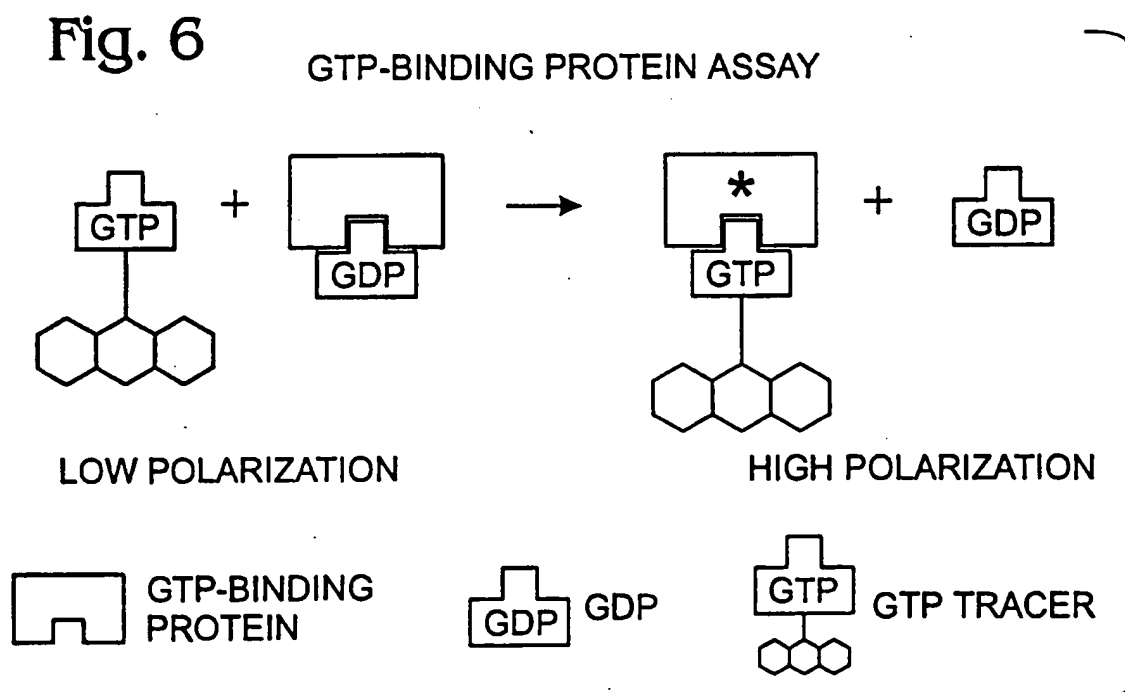 Fig. 6
GTP-BINDING PROTEIN ASSAY
GTP + GDP → * GTP + GDP
LOW POLARIZATION HIGH POLARIZATION
GTP-BINDING
PROTEIN
GDP GDP
GTP GTP TRACER